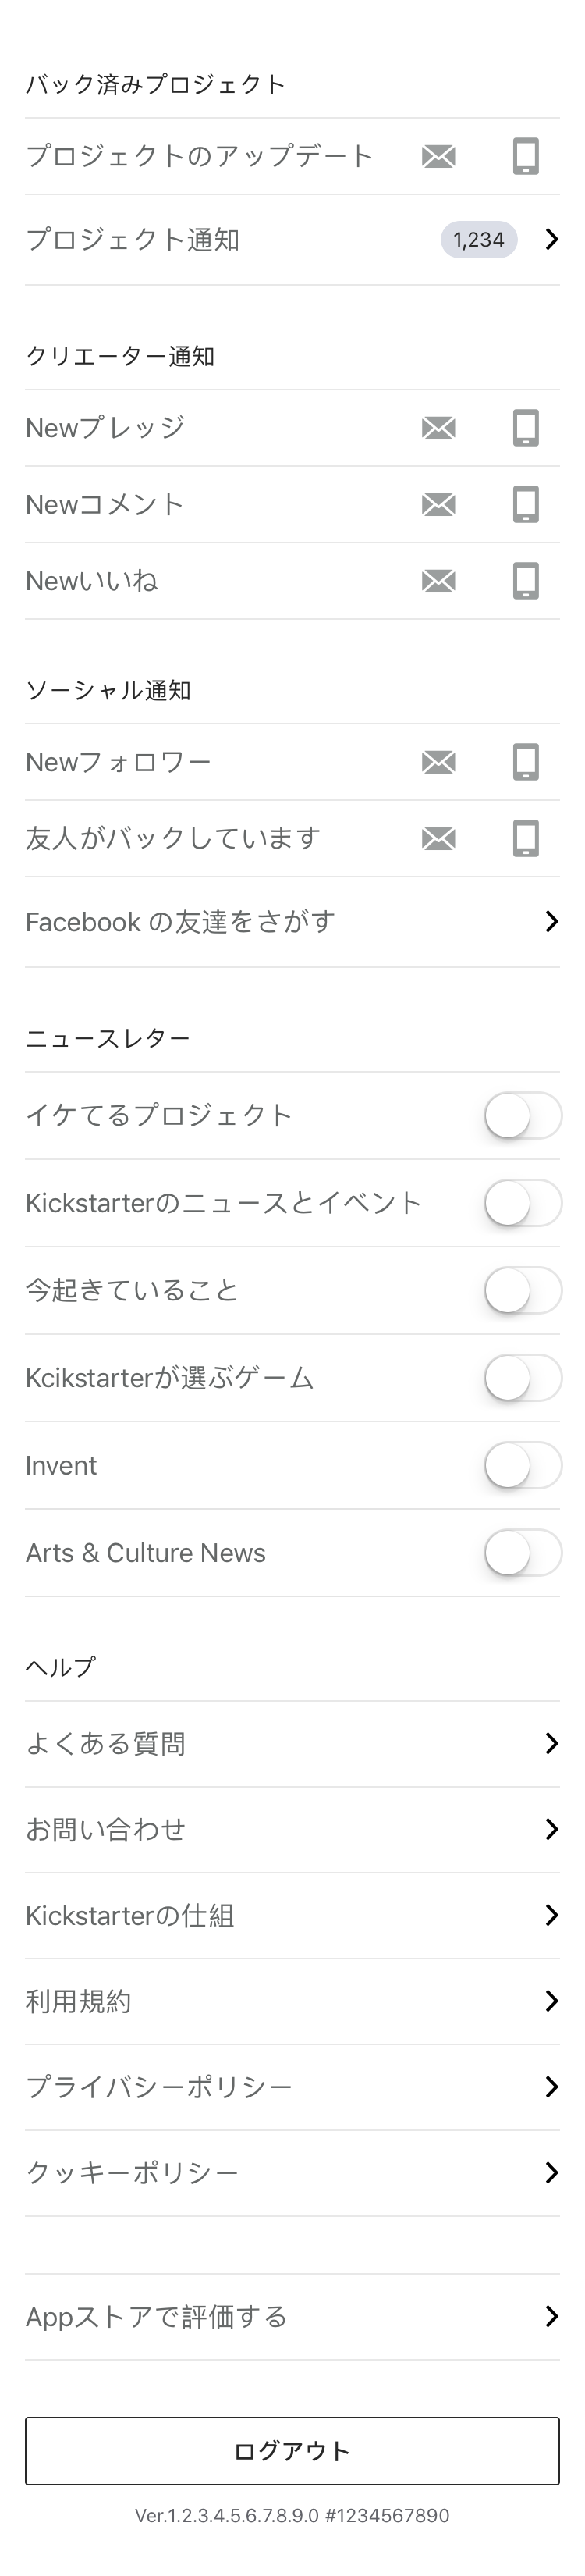 バック済みプロジェクト
プロジェクトのアップデート
プロジェクト通知 1,234
クリエーター通知
Newプレッジ
Newコメント
Newいいね
ソーシャル通知
Newフォロワー
友人がバックしています
Facebook の友達をさがす
ニュースレター
イケてるプロジェクト
Kickstarterのニュースとイベント
今起きていること
Kcikstarterが選ぶゲーム
Invent
Arts & Culture News
ヘルプ
よくある質問
お問い合わせ
Kickstarterの仕組
利用規約
プライバシーポリシー
クッキーポリシー
Appストアで評価する
ログアウト
Ver.1.2.3.4.5.6.7.8.9.0 #1234567890